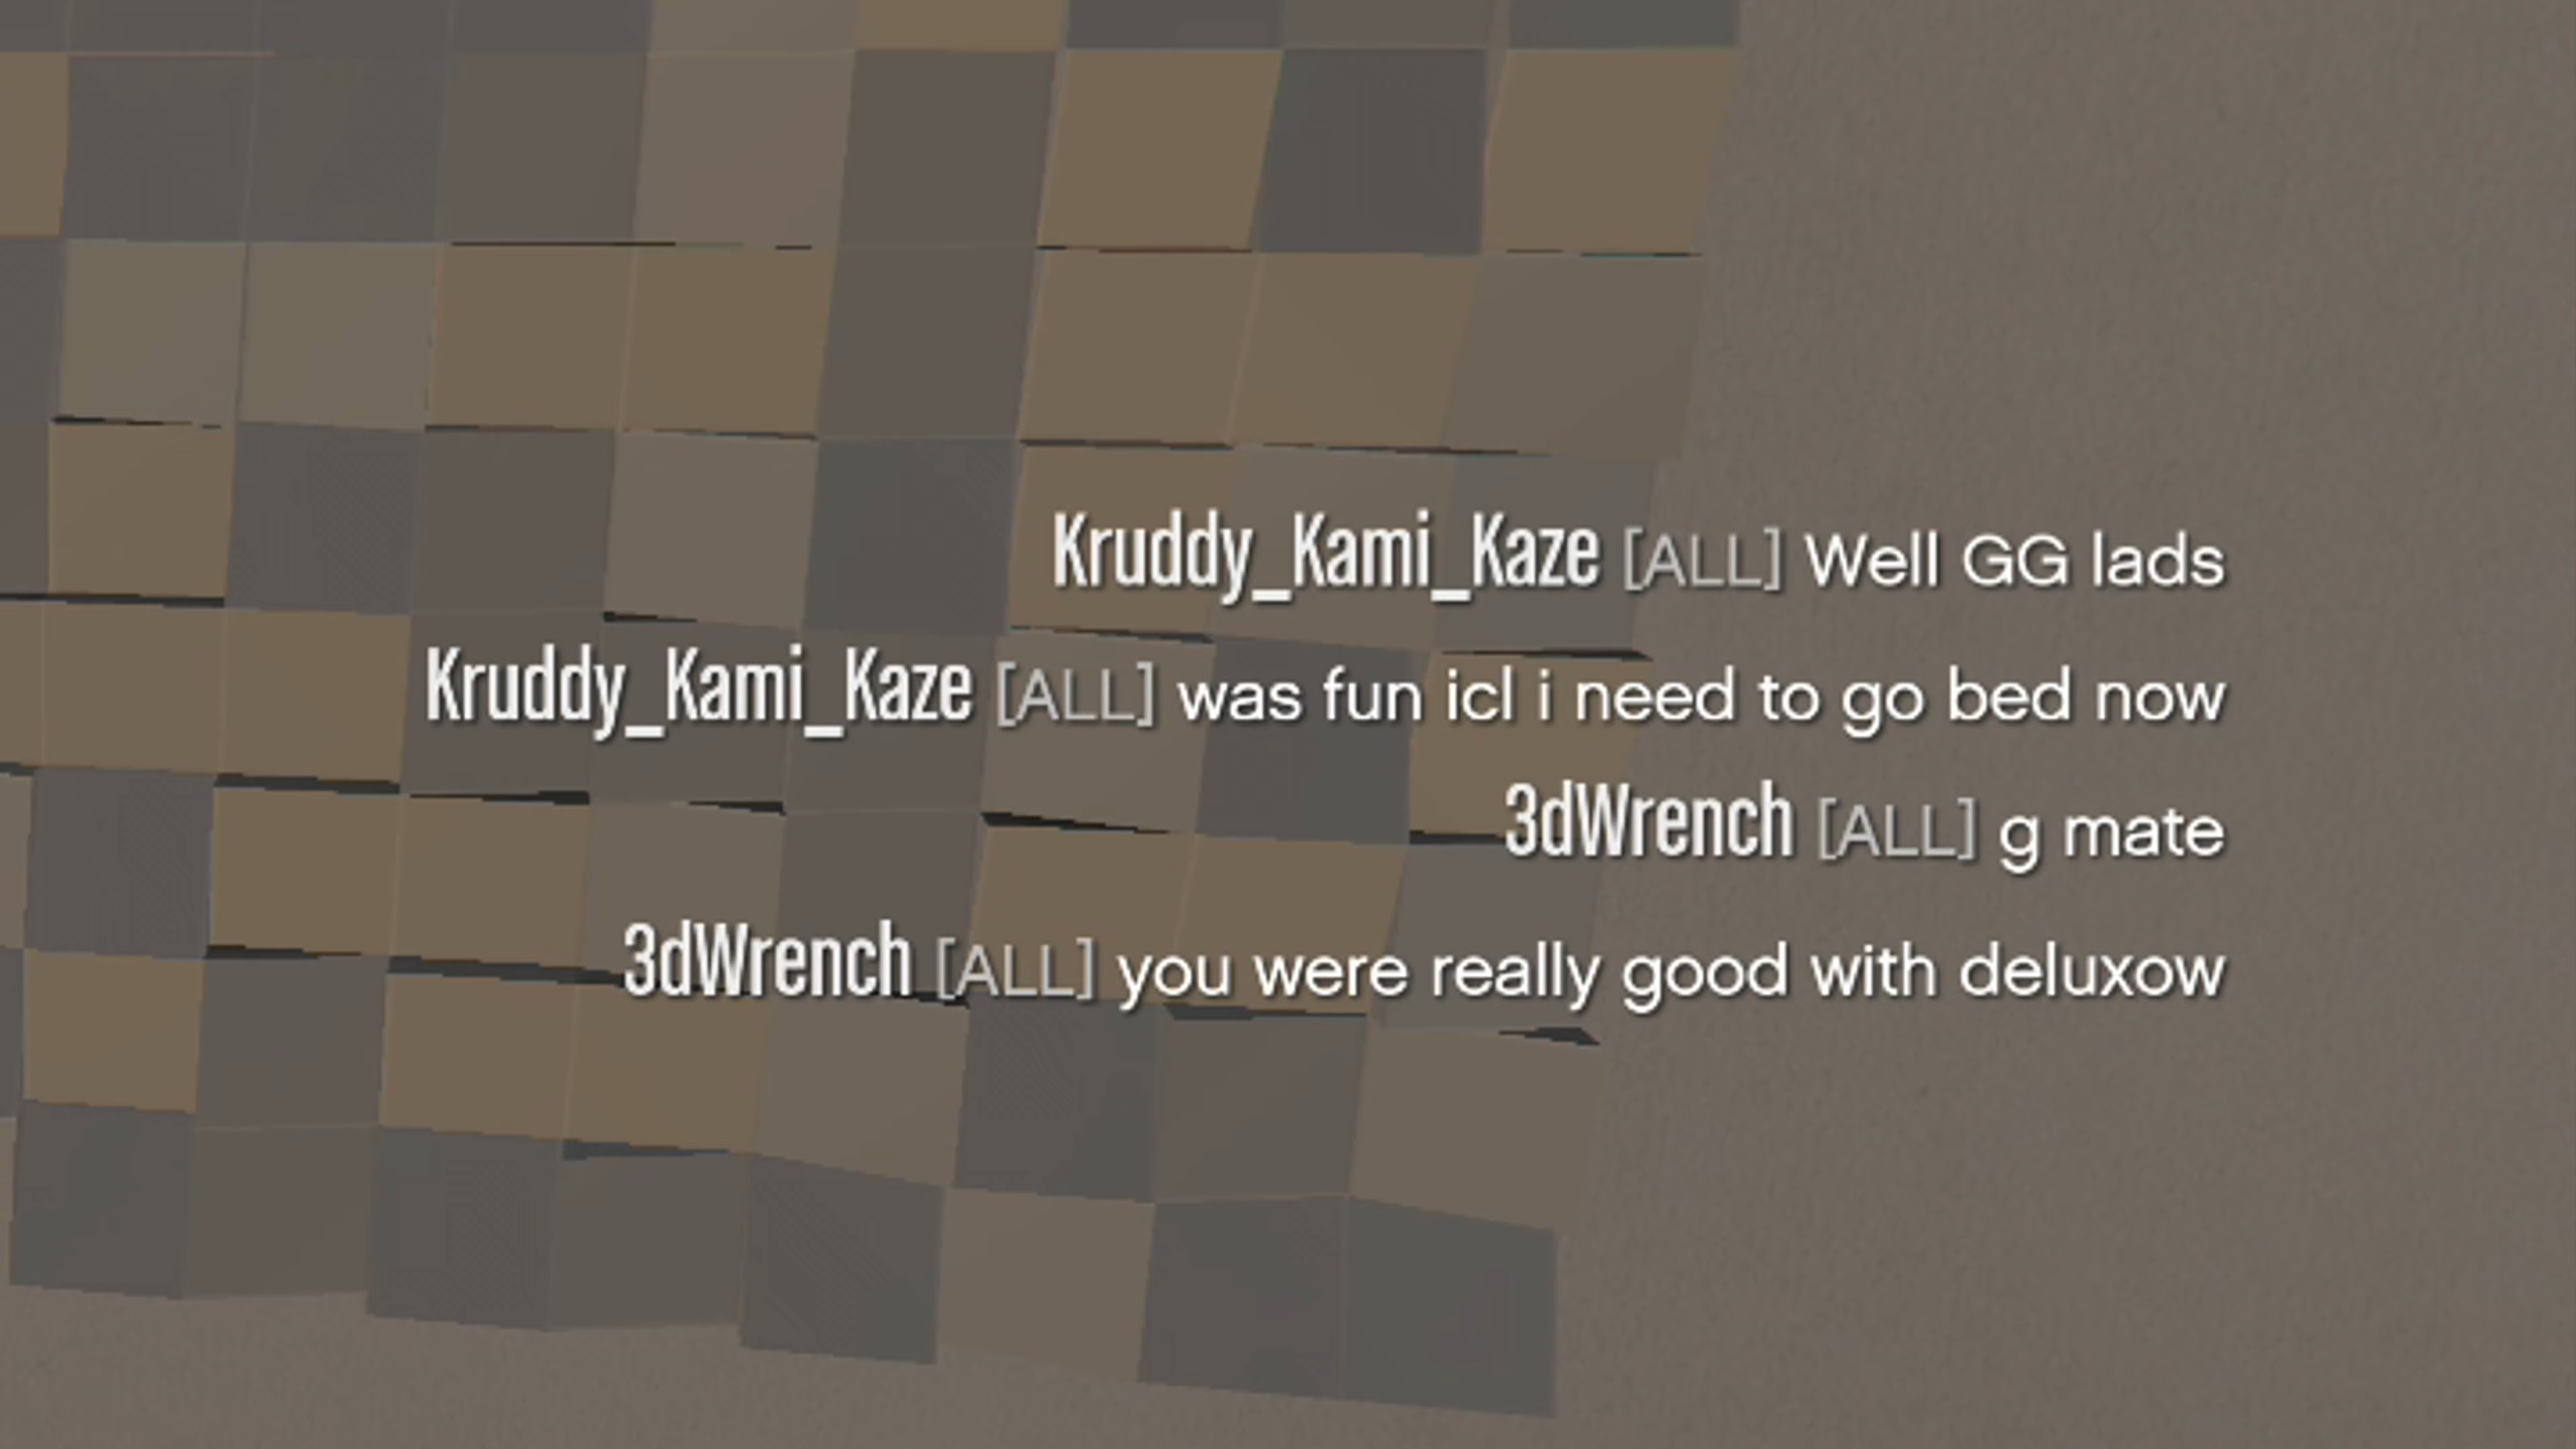 Kruddy_Kami_Kaze [ALL] Well GG lads
Kruddy_Kami_Kaze [ALL] was fun icl i need to go bed now
3dWrench [ALL] g mate
3dWrench [ALL] you were really good with deluxow